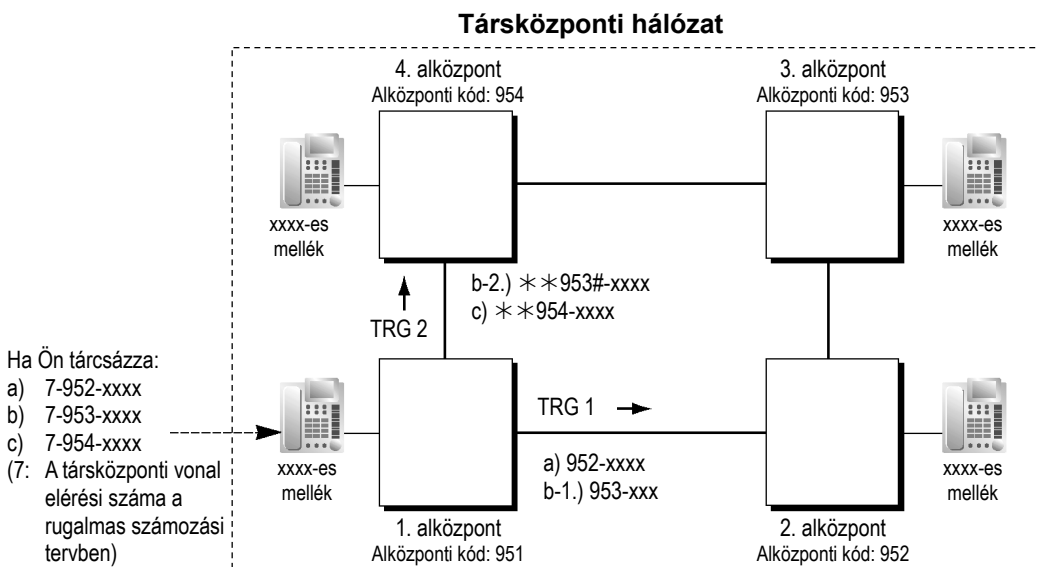 Társközponti hálózat
4. alközpont
Alközponti kód: 954
3. alközpont
Alközponti kód: 953
xxxx-es
mellék
xxxx-es
mellék
b-2.) ＊＊953#-xxxx
c) ＊＊954-xxxx
TRG 2
Ha Ön tárcsázza:
a) 7-952-xxxx
b) 7-953-xxxx
c) 7-954-xxxx
(7: A társközponti vonal
elérési száma a
rugalmas számozási
tervben)
TRG 1
a) 952-xxxx
b-1.) 953-xxx
xxxx-es
mellék
xxxx-es
mellék
1. alközpont
Alközponti kód: 951
2. alközpont
Alközponti kód: 952